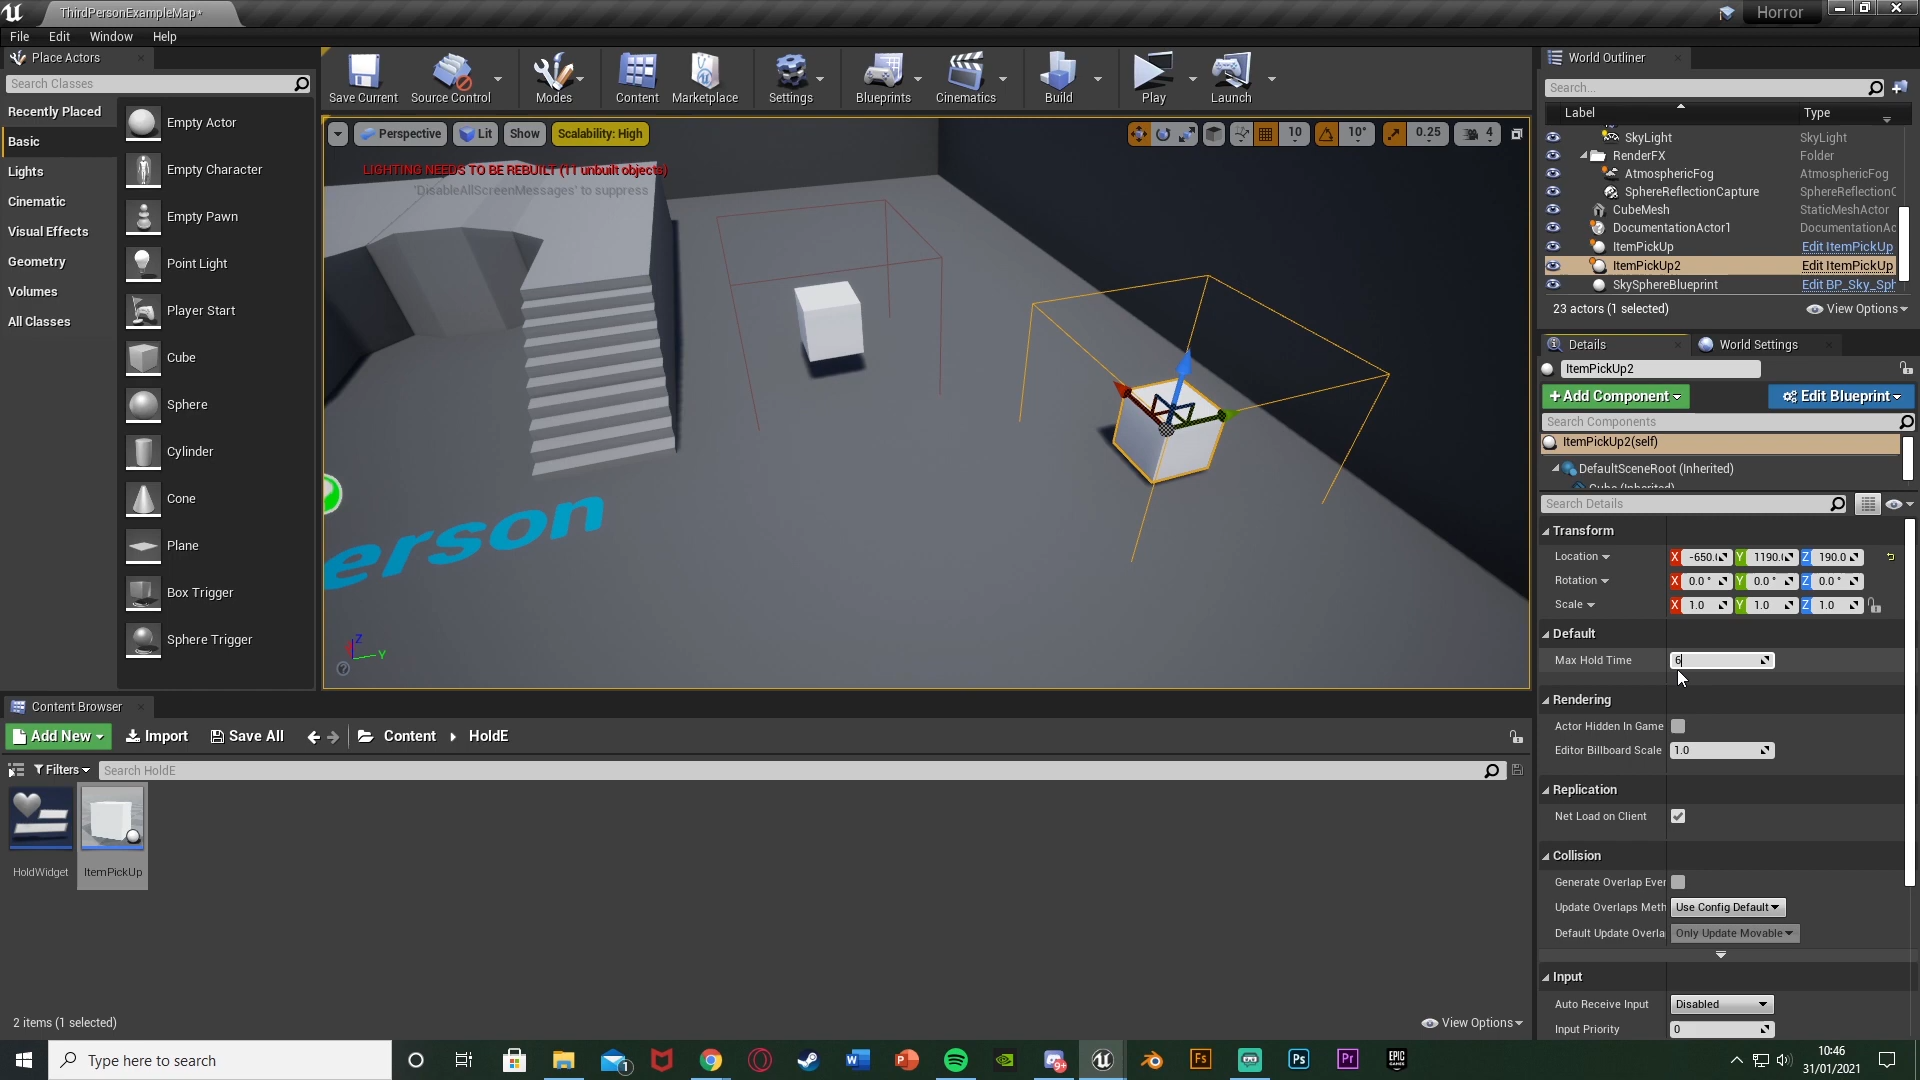 ThirdPersonExampleMap*
Horror
File Edit Window Help
Place Actors
Search Classes
Recently Placed
Basic
Lights
Cinematic
Visual Effects
Geometry
Volumes
All Classes
Empty Actor
Empty Character
Empty Pawn
Point Light
Player Start
Cube
Sphere
Cylinder
Cone
Plane
Box Trigger
Sphere Trigger
Save Current Source Control Modes Content Marketplace Settings Blueprints Cinematics Build Play Launch
Perspective Lit Show Scalability: High 10 10° 0.25 4
LIGHTING NEEDS TO BE REBUILT (11 unbuilt objects)
'DisableAllScreenMessages' to suppress
erson
Z
Y
World Outliner
Search...
Label Type
SkyLight SkyLight
RenderFX Folder
AtmosphericFog AtmosphericFog
SphereReflectionCapture SphereReflectionC
CubeMesh StaticMeshActor
DocumentationActor1 DocumentationAc
ItemPickUp Edit ItemPickUp
ItemPickUp2 Edit ItemPickUp
SkySphereBlueprint Edit BP_Sky_Sph
23 actors (1 selected) View Options
Details World Settings
ItemPickUp2
+Add Component Edit Blueprint
Search Components
ItemPickUp2(self)
DefaultSceneRoot (Inherited)
Cube (Inherited)
Search Details
Transform
Location X -650.( Y 1190.( Z 190.0
Rotation X 0.0 ° Y 0.0 ° Z 0.0 °
Scale X 1.0 Y 1.0 Z 1.0
Default
Max Hold Time 6
Rendering
Actor Hidden In Game
Editor Billboard Scale 1.0
Replication
Net Load on Client
Collision
Generate Overlap Ever
Update Overlaps Meth Use Config Default
Default Update Overla Only Update Movable
Input
Auto Receive Input Disabled
Input Priority 0
Content Browser
Add New Import Save All Content HoldE
Filters Search HoldE
HoldWidget ItemPickUp
2 items (1 selected) View Options
Type here to search
1
W
P
9+
Fs
Ps
Pr
EPIC GAMES
10:46
31/01/2021